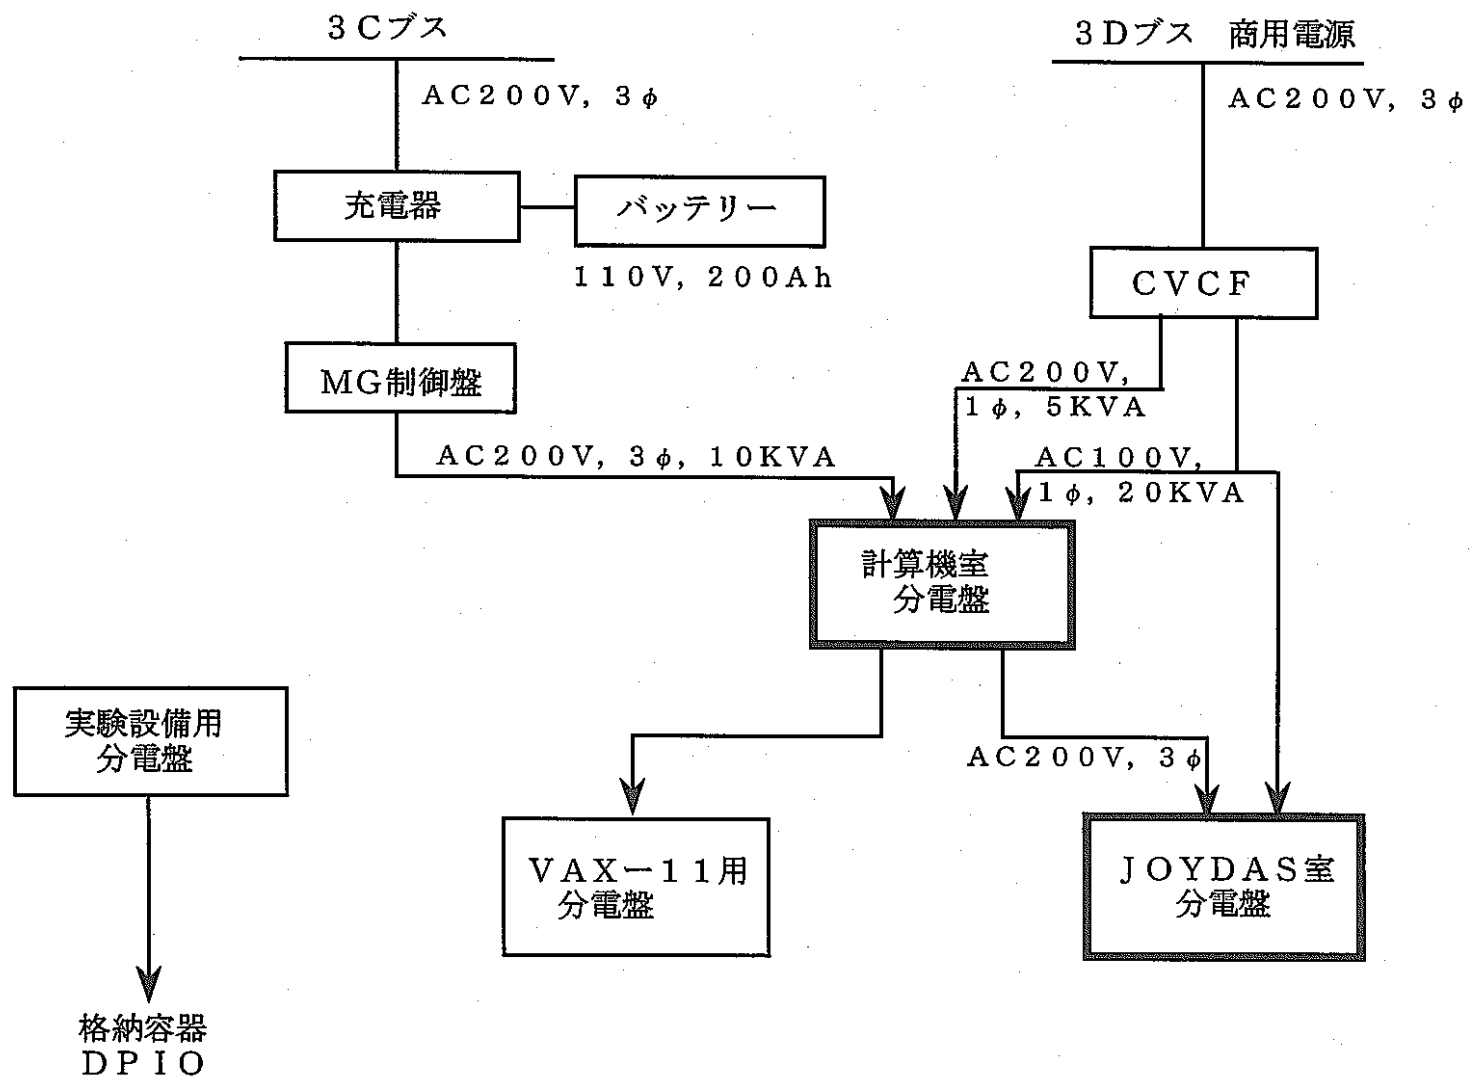 3Cブス
3Dブス 商用電源
AC200V, 3φ
AC200V, 3φ
充電器
バッテリー
110V, 200Ah
CVCF
MG制御盤
AC200V,
1φ, 5KVA
AC200V, 3φ, 10KVA
AC100V,
1φ, 20KVA
計算機室
分電盤
実験設備用
分電盤
AC200V, 3φ
VAX-11用
分電盤
JOYDAS室
分電盤
格納容器
DPIO